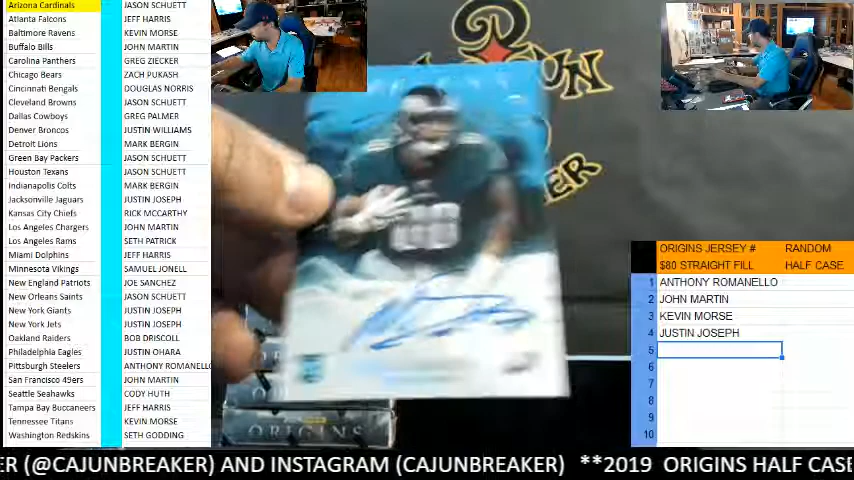 Arizona Cardinals JASON SCHUETT
Atlanta Falcons JEFF HARRIS
Baltimore Ravens KEVIN MORSE
Buffalo Bills JOHN MARTIN
Carolina Panthers GREG ZIECKER
Chicago Bears ZACH PUKASH
Cincinnat Bengals DOUGLAS NORRIS
Cleveland Browns JASON SCHUETT
Dallas Cowboys GREG PALMER
Denver Broncos JUSTIN WILLIAMS
Detroit Lions MARK BERGIN
Green Bay Packers JASON SCHUETT
Houston Texans JASON SCHUETT
Indianapolis Colts MARK BERGIN
Jacksonville Jaguars JUSTIN JOSEPH
Kansas City Chiefs RICK MCCARTHY
Los Angeles Chargers JOHN MARTIN
Los Angeles Rams SETH PATRICK
Miami Dolphins JEFF HARRIS
Minnesota Vikings SAMUEL JONELL
New England Patriots JOE SANCHEZ
New Orleans Saints JASON SCHUETT
New York Giants JUSTIN JOSEPH
New York Jets JUSTIN JOSEPH
Oakland Raiders BOB DRISCOLL
Philadelphia Eagles JUSTIN OHARA
Pittsburgh Steelers ANTHONY ROMANELLO
San Francisco 49ers JOHN MARTIN
Seattle Seahawks CODY HUTH
Tampa Bay Buccaneers JEFF HARRIS
Tennessee Titans KEVIN MORSE
Washington Redskins SETH GODDING
ORIGINS
ORIGINS JERSEY # RANDOM
$80 STRAIGHT FILL HALF CASE
1 ANTHONY ROMANELLO
2 JOHN MARTIN
3 KEVIN MORSE
4 JUSTIN JOSEPH
5
6
7
8
9
10
ER (@CAJUNBREAKER) AND INSTAGRAM (CAJUNBREAKER) **2019 ORIGINS HALF CASE